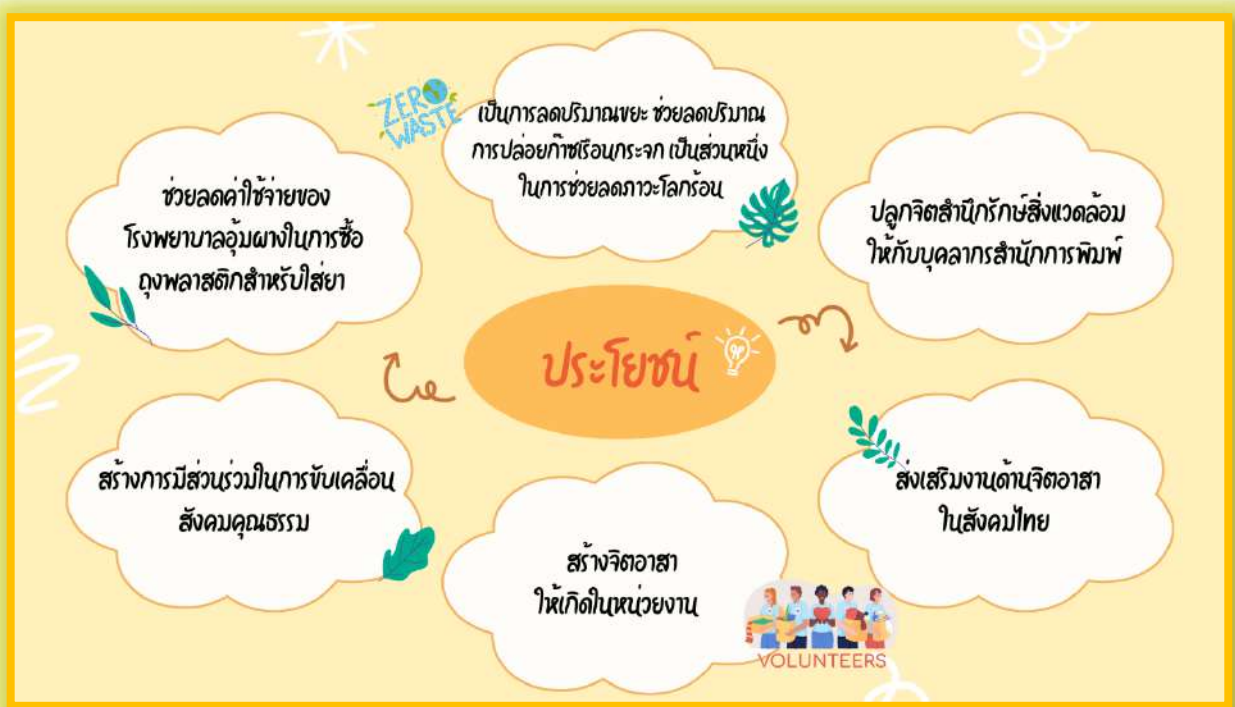 ZERO
WASTE
เป็นการลดปริมาณขยะ ช่วยลดปริมาณ
การปล่อยก๊าซเรือนกระจก เป็นส่วนหนึ่ง
ในการช่วยลดภาวะโลกร้อน
ช่วยลดค่าใช้จ่ายของ
โรงพยาบาลอุ้มผางในการซื้อ
ถุงพลาสติกสำหรับใส่ยา
ปลูกจิตสำนึกรักษ์สิ่งแวดล้อม
ให้กับบุคลากรสำนักการพิมพ์
ประโยชน์
สร้างการมีส่วนร่วมในการขับเคลื่อน
สังคมคุณธรรม
สร้างจิตอาสา
ให้เกิดในหน่วยงาน
ส่งเสริมงานด้านจิตอาสา
ในสังคมไทย
VOLUNTEERS